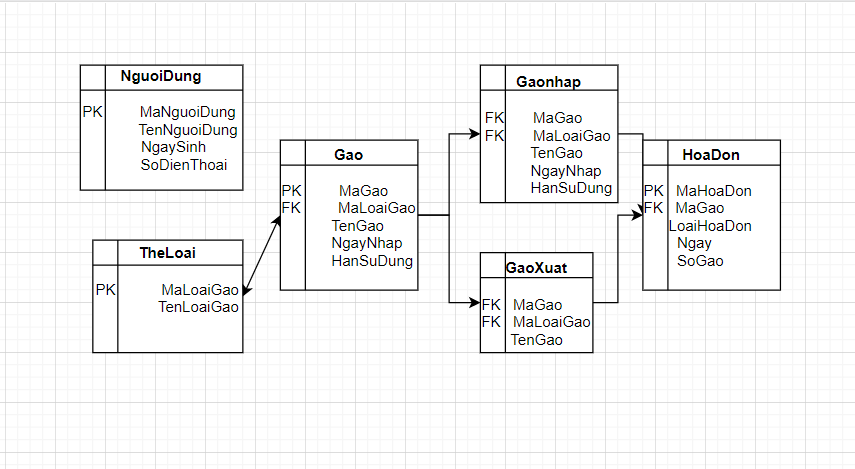 NguoiDung
PK MaNguoiDung
TenNguoiDung
NgaySinh
SoDienThoai
TheLoai
PK MaLoaiGao
TenLoaiGao
Gao
PK MaGao
FK MaLoaiGao
TenGao
NgayNhap
HanSuDung
Gaonhap
FK MaGao
FK MaLoaiGao
TenGao
NgayNhap
HanSuDung
GaoXuat
FK MaGao
FK MaLoaiGao
TenGao
HoaDon
PK MaHoaDon
FK MaGao
LoaiHoaDon
Ngay
SoGao